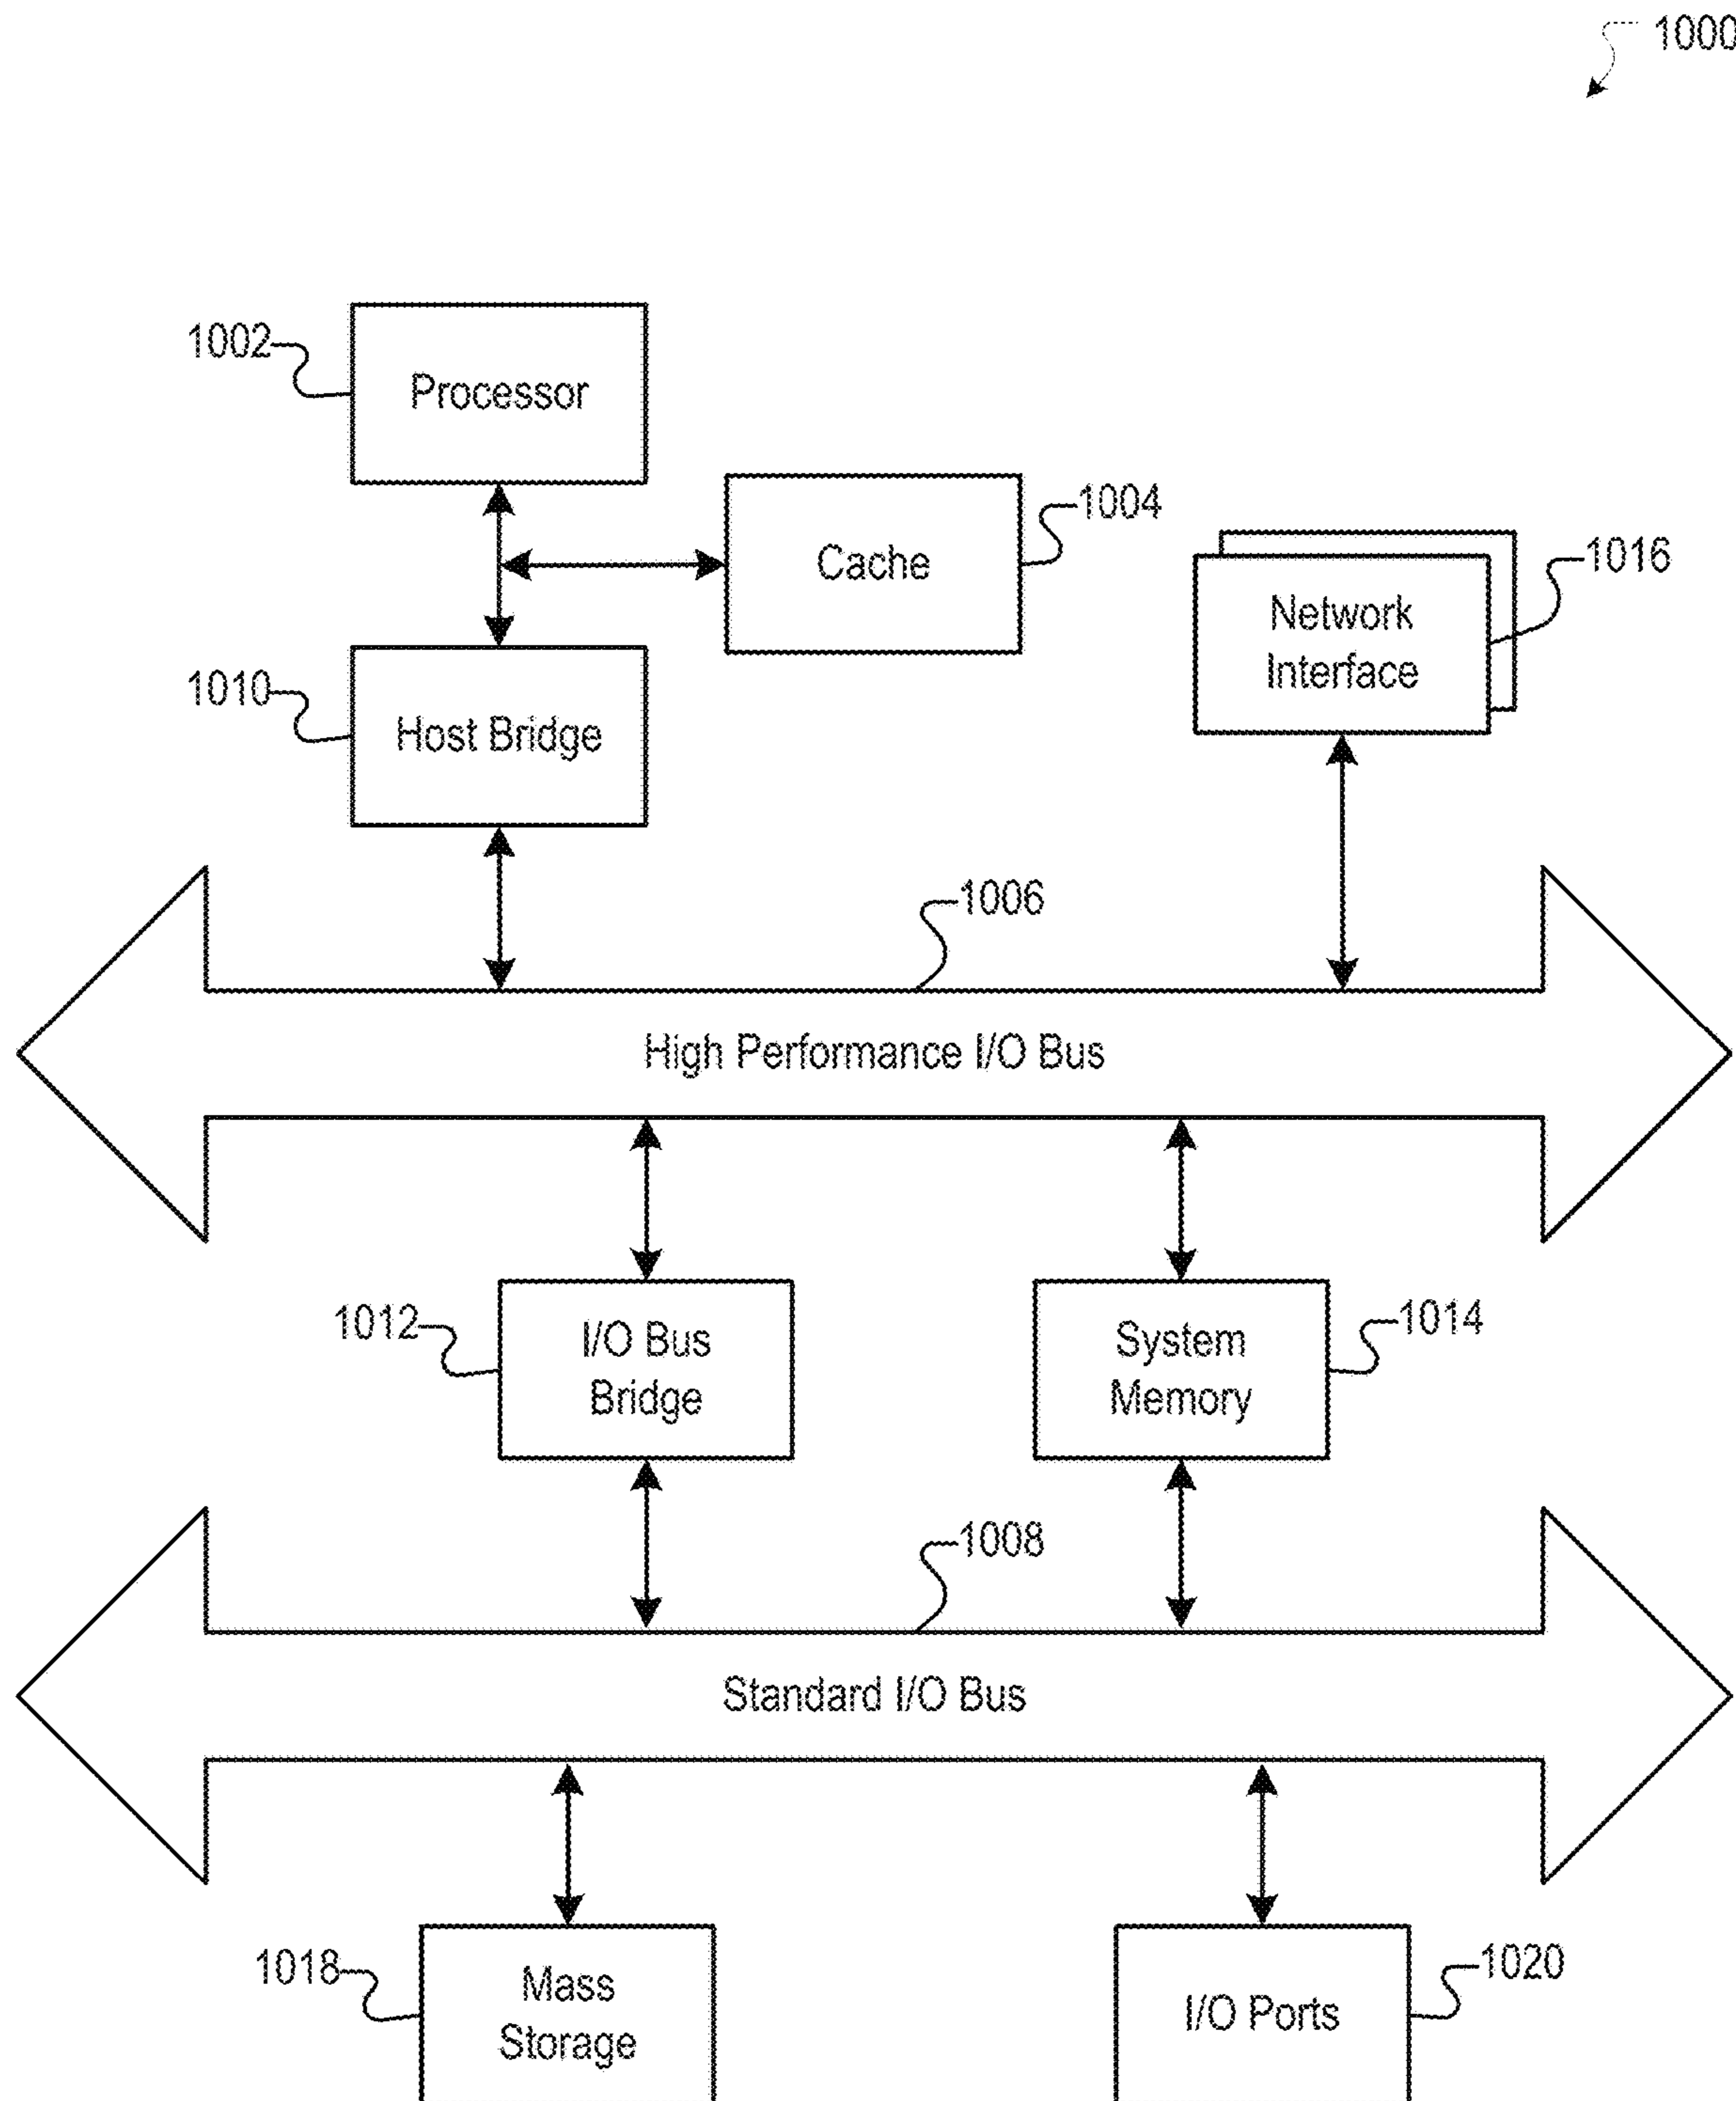 1000
1002
Processor
1004
Cache
1016
Network
Interface
1010
Host Bridge
1006
High Performance I/O Bus
1012
I/O Bus
Bridge
System
Memory
1014
1008
Standard I/O Bus
1018
Mass
Storage
1020
I/O Ports